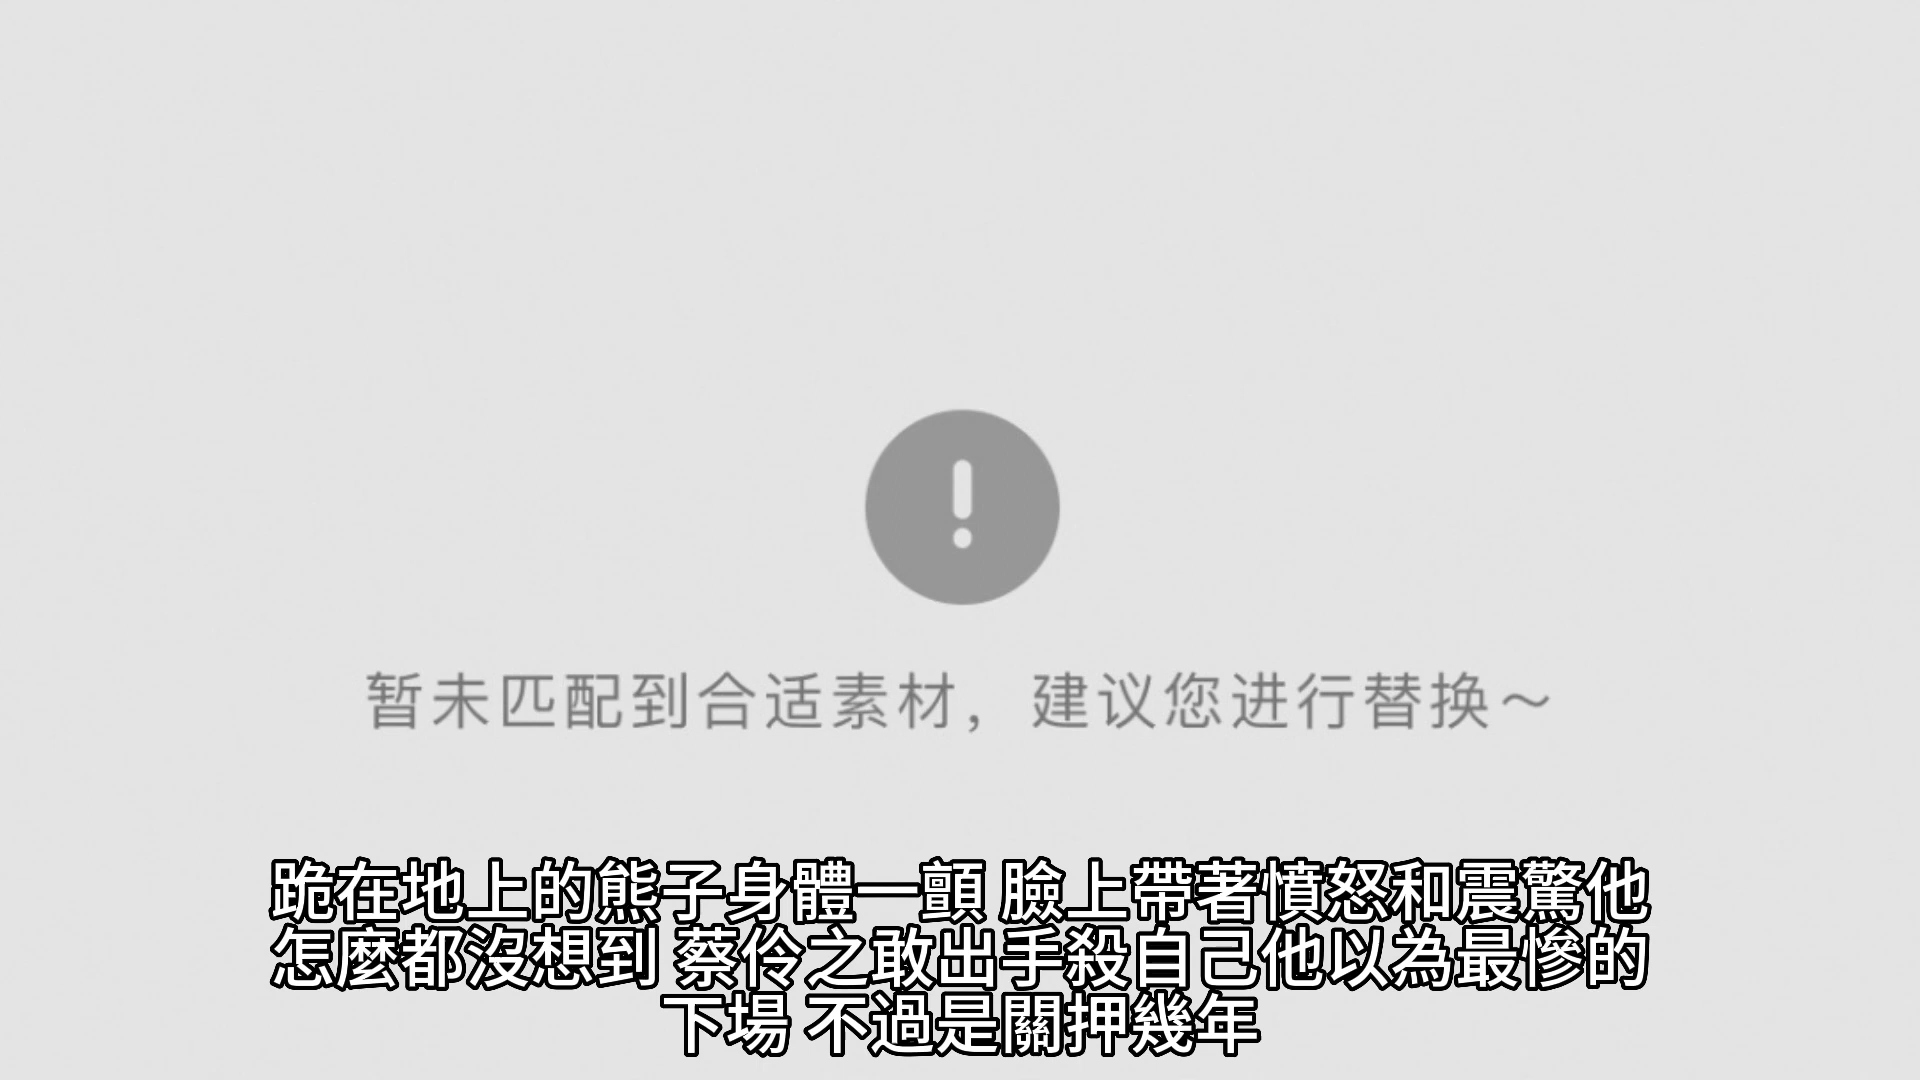 暂未匹配到合适素材，建议您进行替换～
跪在地上的熊子身體一顫 臉上帶著憤怒和震驚他
怎麼都沒想到 蔡伶之敢出手殺自己他以為最慘的
下場 不過是關押幾年